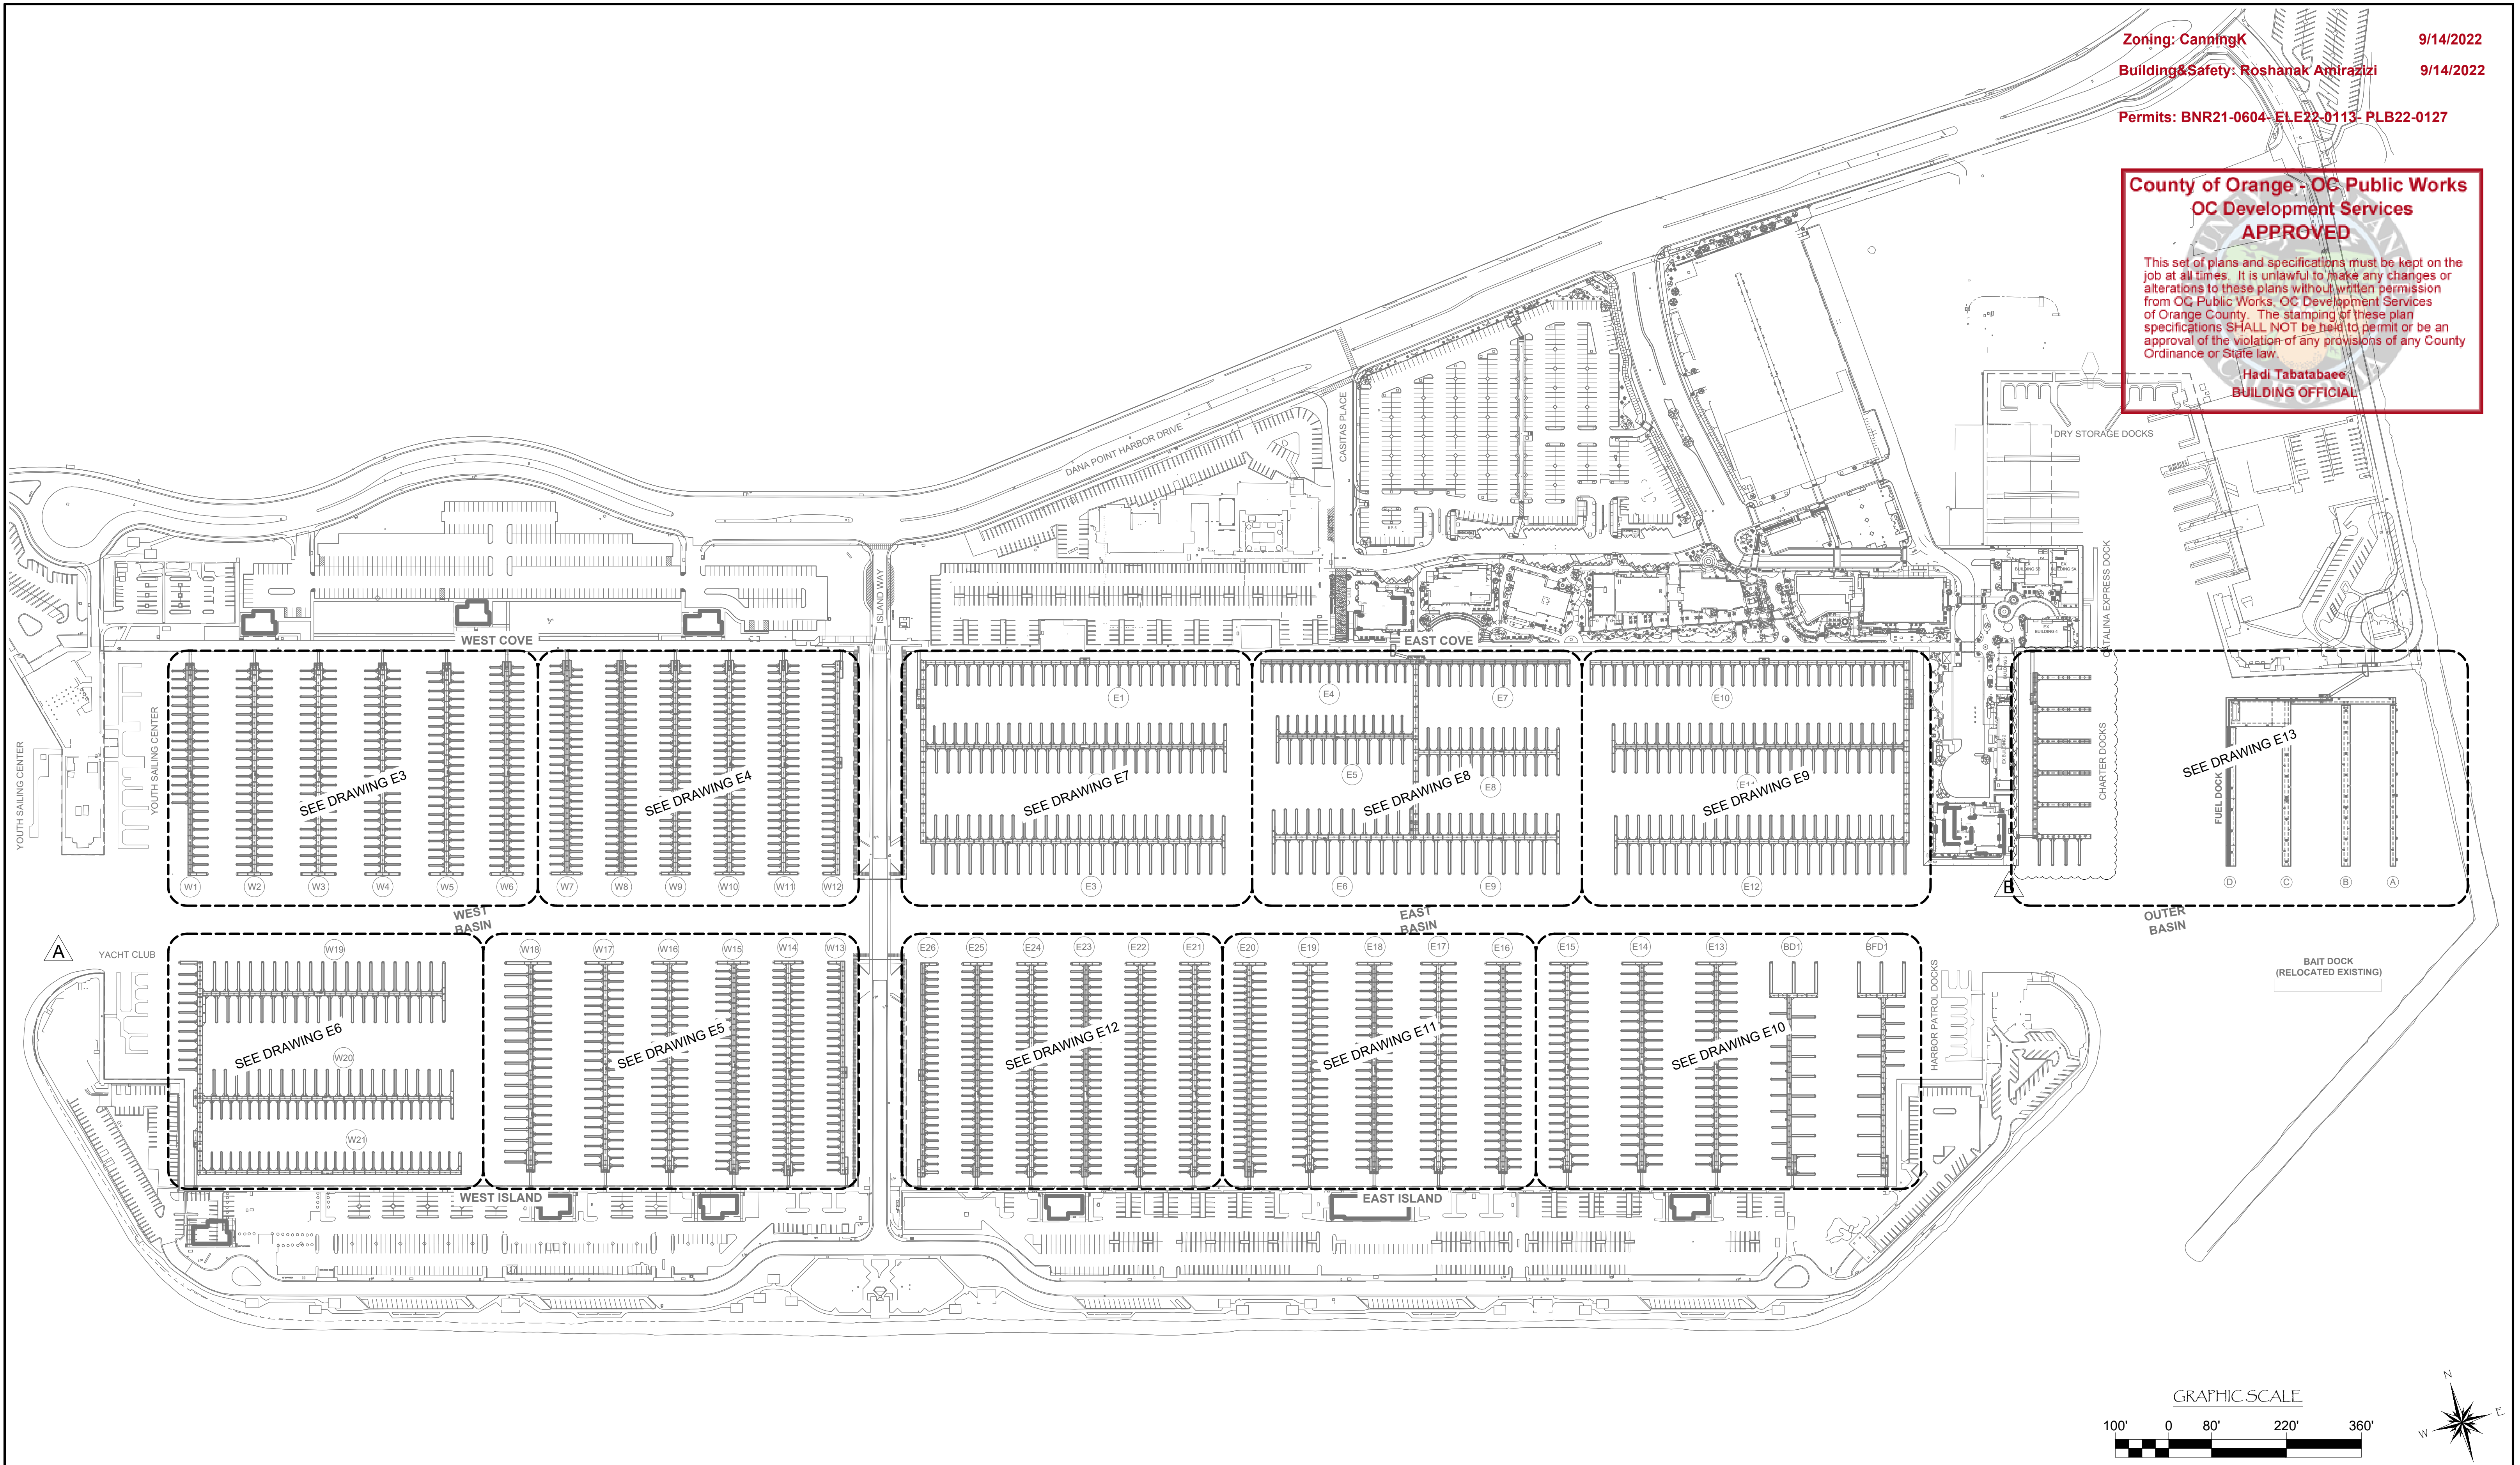 Zoning: CanningK 9/14/2022
Building&Safety: Roshanak Amirazizi 9/14/2022
Permits: BNR21-0604- ELE22-0113- PLB22-0127
County of Orange - OC Public Works
OC Development Services
APPROVED
This set of plans and specifications must be kept on the
job at all times. It is unlawful to make any changes or
alterations to these plans without written permission
from OC Public Works, OC Development Services
of Orange County. The stamping of these plan
specifications SHALL NOT be held to permit or be an
approval of the violation of any provisions of any County
Ordinance or State law.
Hadi Tabatabaee
BUILDING OFFICIAL
DRY STORAGE DOCKS
DANA POINT HARBOR DRIVE
CASITAS PLACE
ISLAND WAY
CATALINA EXPRESS DOCK
EX
BUILDING 4
WEST COVE
EAST COVE
YOUTH SAILING CENTER
YOUTH SAILING CENTER
SEE DRAWING E3
SEE DRAWING E4
SEE DRAWING E7
SEE DRAWING E8
SEE DRAWING E9
SEE DRAWING E13
CHARTER DOCKS
FUEL DOCK
E1
E4
E7
E10
E5
E8
W1
W2
W3
W4
W5
W6
W7
W8
W9
W10
W11
W12
E3
E6
E9
E12
B
D
C
B
A
WEST
BASIN
EAST
BASIN
OUTER
BASIN
A
YACHT CLUB
W19
W18
W17
W16
W15
W14
W13
E26
E25
E24
E23
E22
E21
E20
E19
E18
E17
E16
E15
E14
E13
BD1
BFD1
HARBOR PATROL DOCKS
BAIT DOCK
(RELOCATED EXISTING)
SEE DRAWING E6
SEE DRAWING E5
SEE DRAWING E12
SEE DRAWING E11
SEE DRAWING E10
W20
W21
WEST ISLAND
EAST ISLAND
GRAPHIC SCALE
100' 0 80' 220' 360'
N
E
W